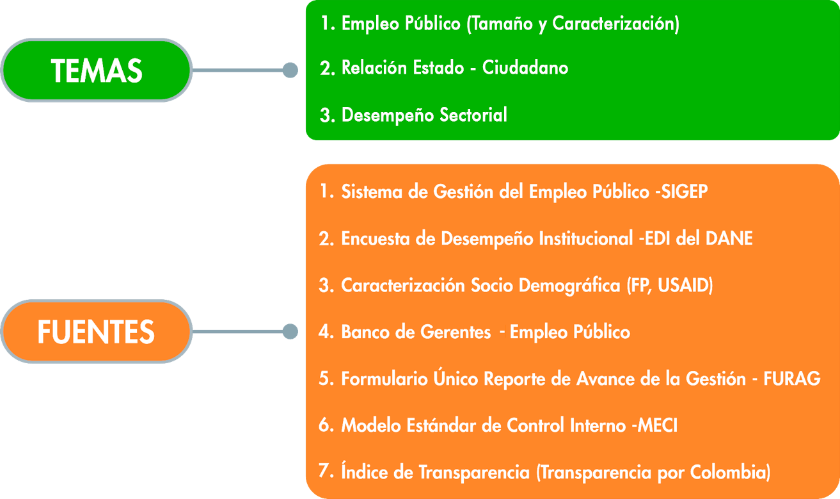 TEMAS
1. Empleo Público (Tamaño y Caracterización)
2. Relación Estado - Ciudadano
3. Desempeño Sectorial
FUENTES
1. Sistema de Gestión del Empleo Público -SIGEP
2. Encuesta de Desempeño Institucional -EDI del DANE
3. Caracterización Socio Demográfica (FP, USAID)
4. Banco de Gerentes - Empleo Público
5. Formulario Único Reporte de Avance de la Gestión - FURAG
6. Modelo Estándar de Control Interno -MECI
7. Índice de Transparencia (Transparencia por Colombia)